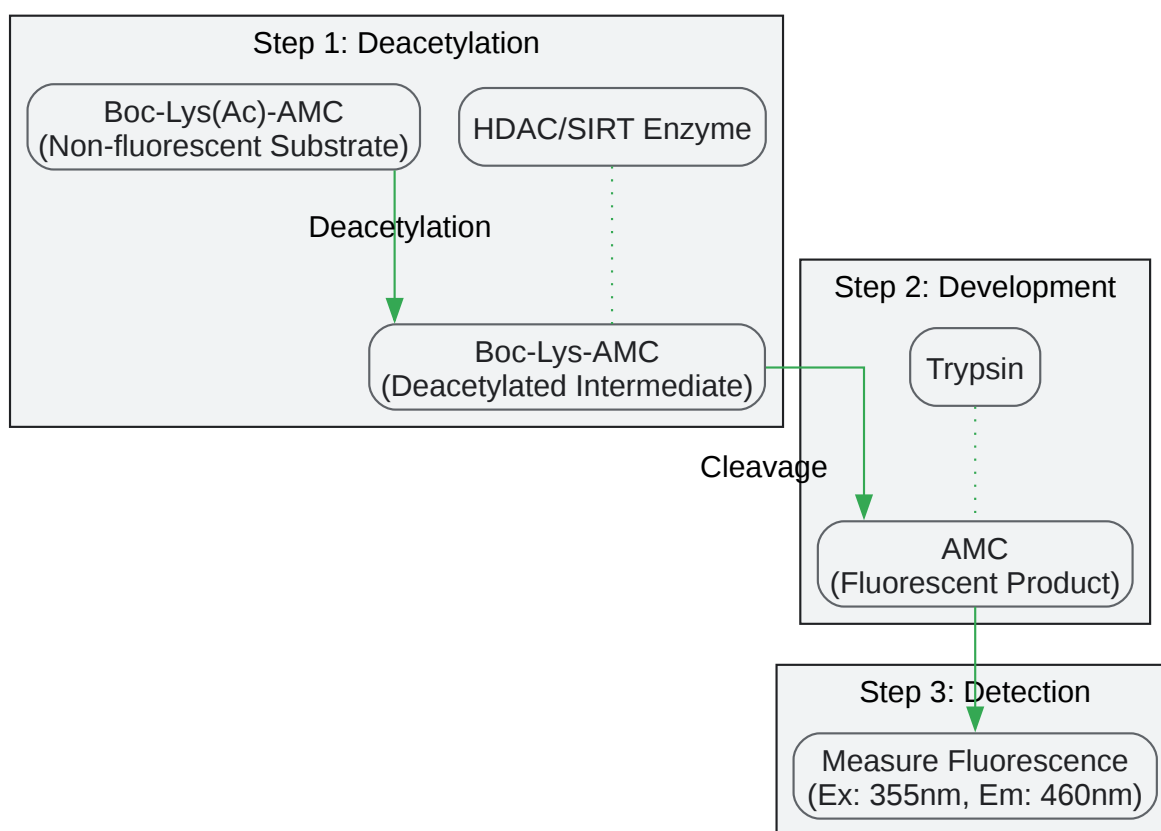 Step 1: Deacetylation
Boc-Lys(Ac)-AMC
(Non-fluorescent Substrate)
HDAC/SIRT Enzyme
Deacetylation
Boc-Lys-AMC
(Deacetylated Intermediate)
Step 2: Development
Trypsin
Cleavage
AMC
(Fluorescent Product)
Step 3: Detection
Measure Fluorescence
(Ex: 355nm, Em: 460nm)